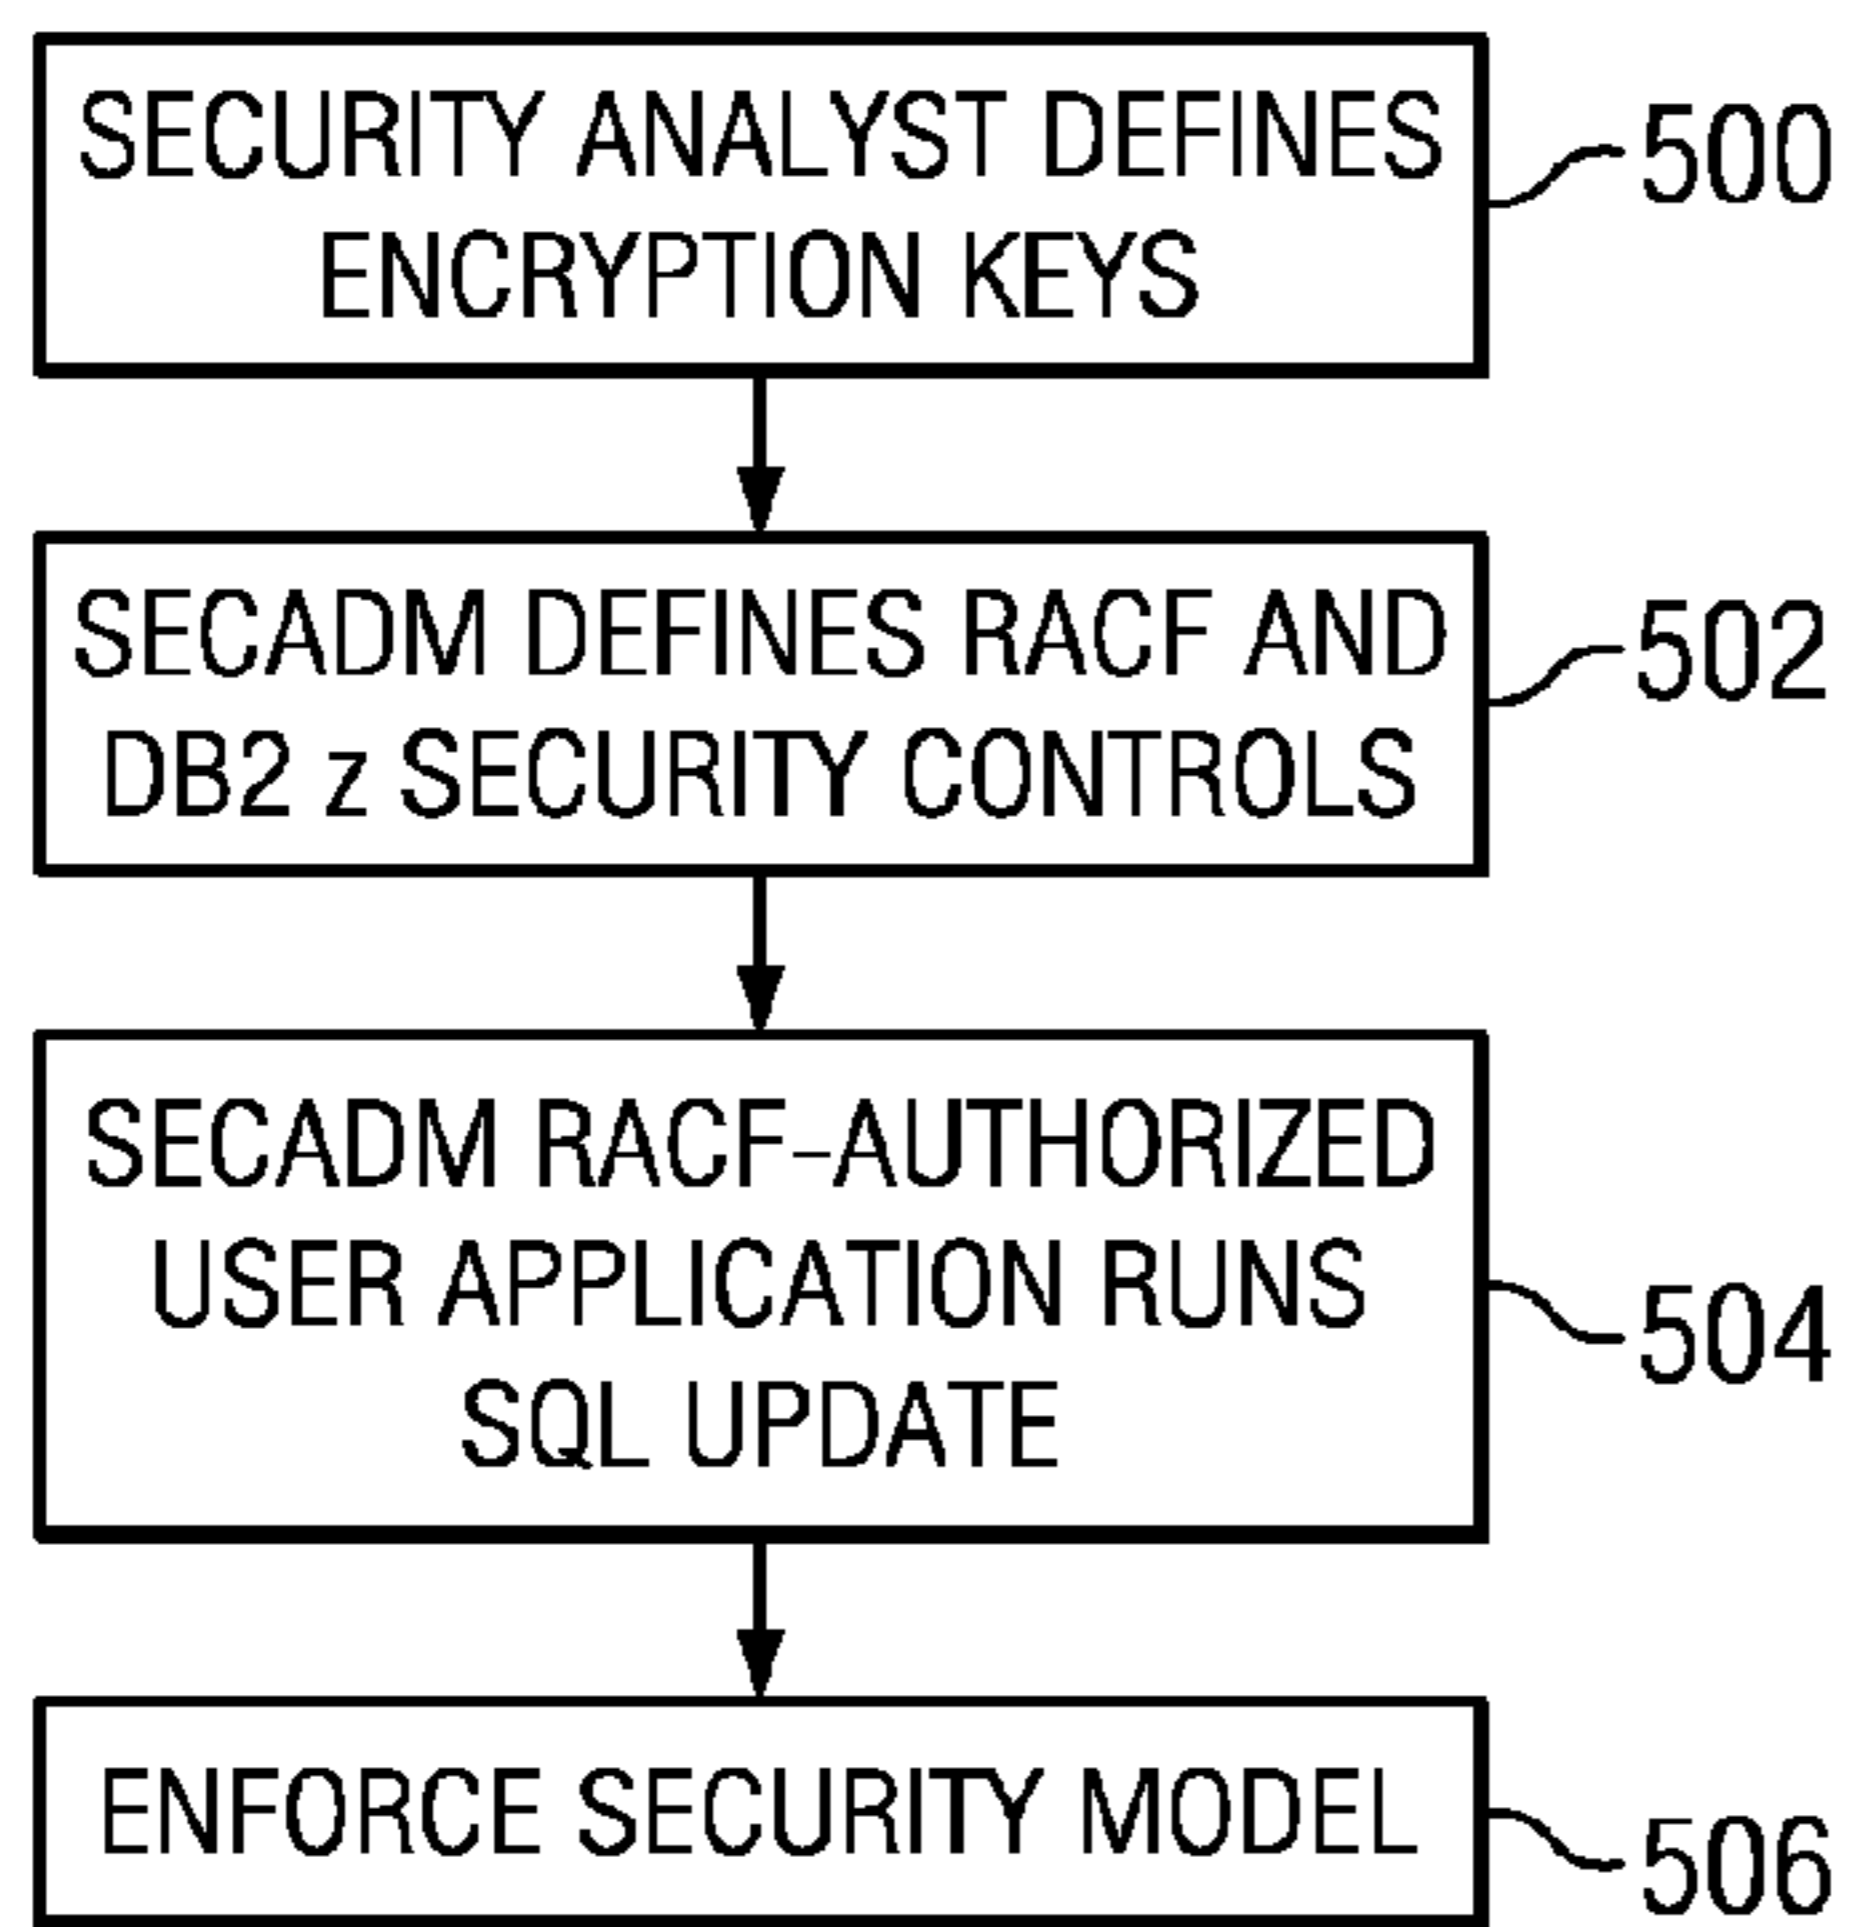 SECURITY ANALYST DEFINES
ENCRYPTION KEYS
500
SECADM DEFINES RACF AND
DB2 z SECURITY CONTROLS
502
SECADM RACF-AUTHORIZED
USER APPLICATION RUNS
SQL UPDATE
504
ENFORCE SECURITY MODEL
506